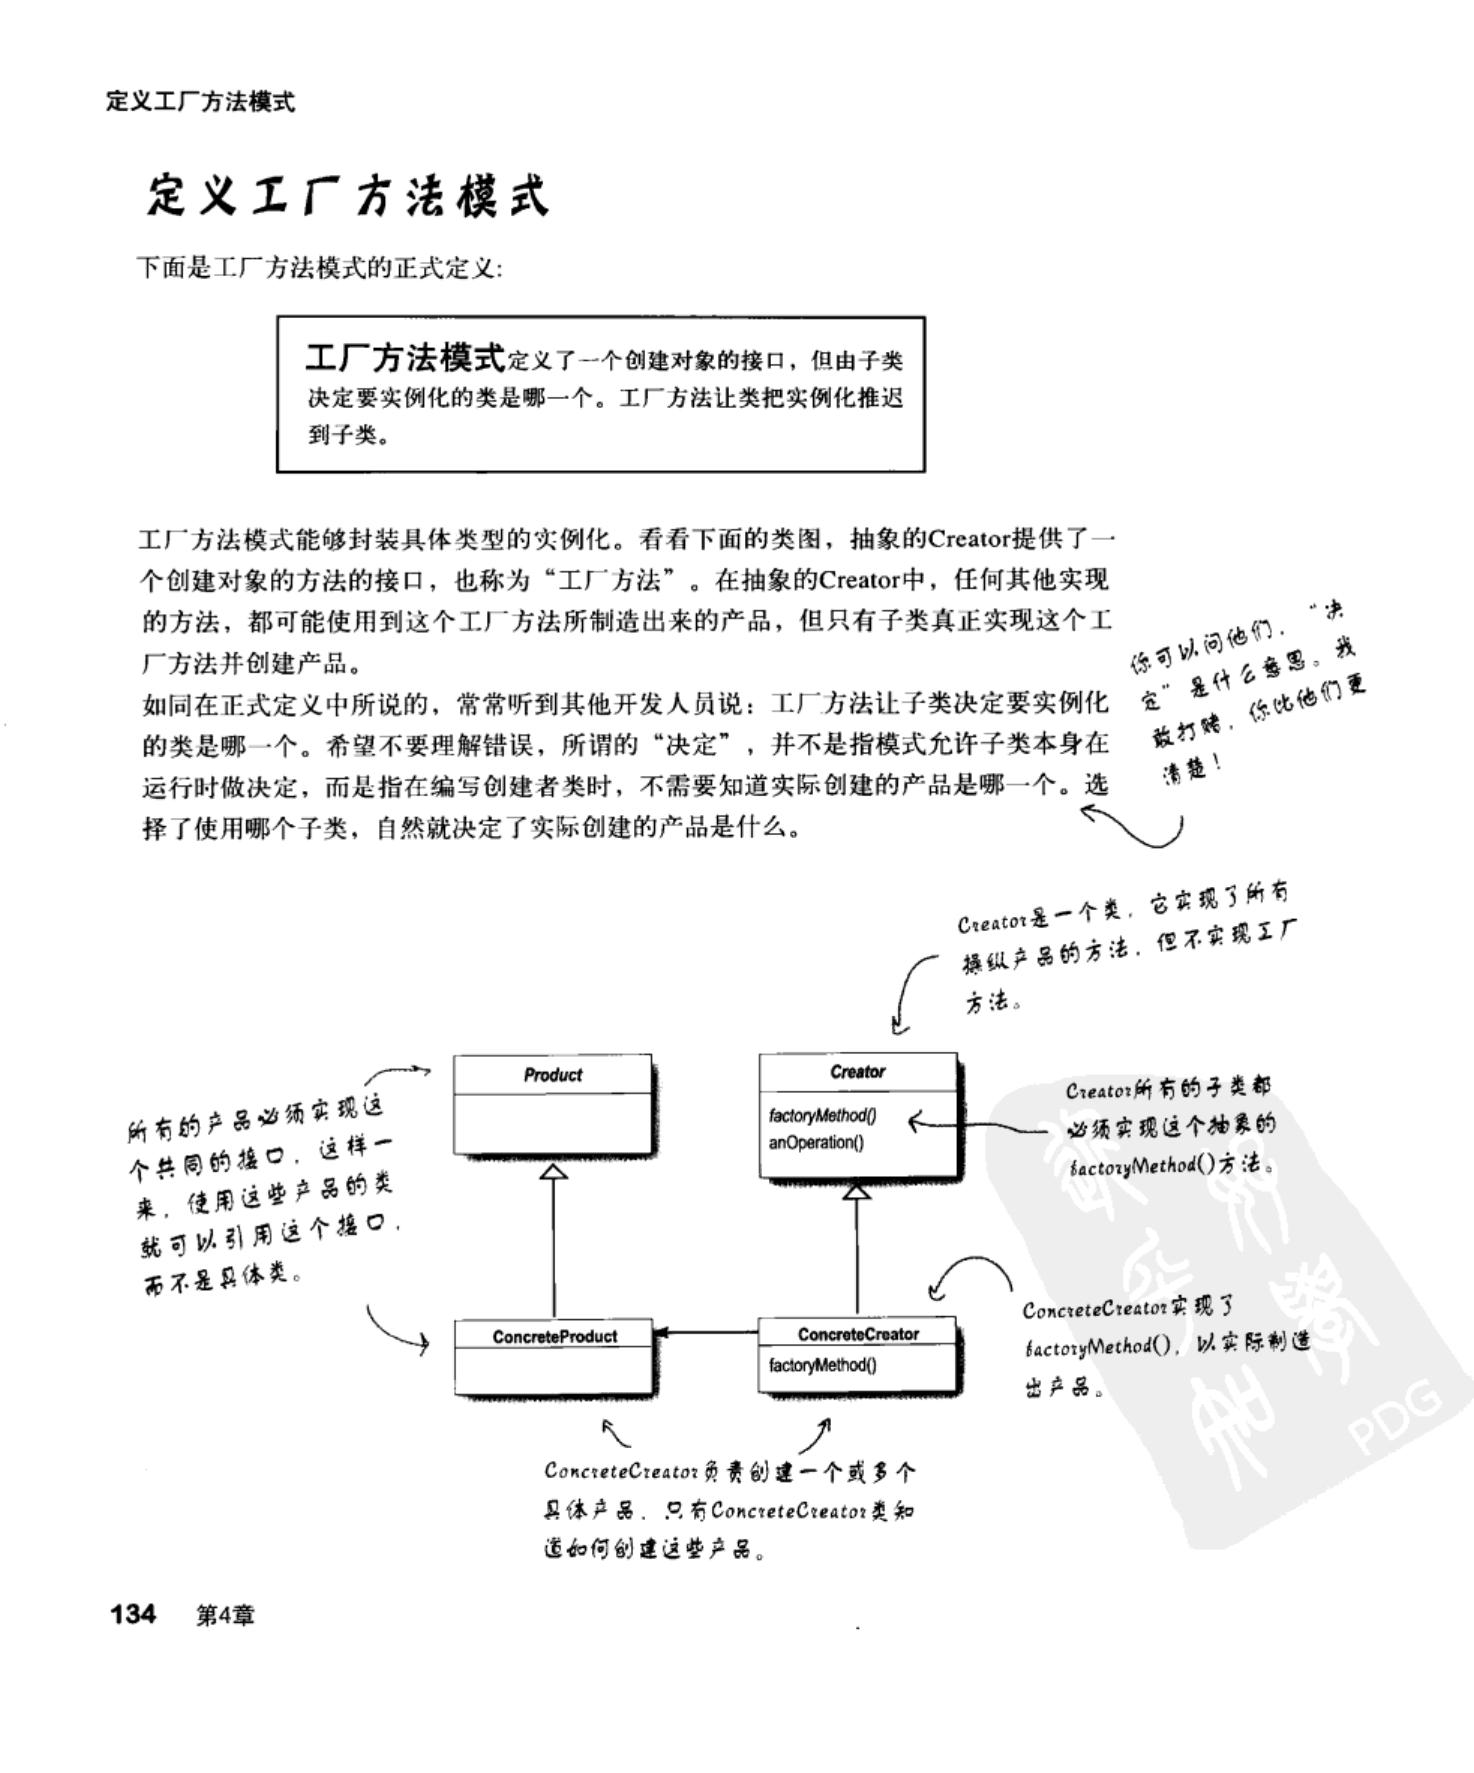 定义工厂方法模式
定义工厂方法模式
下面是工厂方法模式的正式定义:
工厂方法模式定义了一个创建对象的接口，但由子类
决定要实例化的类是哪一个。工厂方法让类把实例化推迟
到子类。
工厂方法模式能够封装具体类型的实例化。看看下面的类图，抽象的Creator提供了一
个创建对象的方法的接口，也称为“工厂方法”。在抽象的Creator中，任何其他实现
的方法，都可能使用到这个工厂方法所制造出来的产品，但只有子类真正实现这个工
厂方法并创建产品。
如同在正式定义中所说的，常常听到其他开发人员说：工厂方法让子类决定要实例化
的类是哪一个。希望不要理解错误，所谓的“决定”，并不是指模式允许子类本身在
运行时做决定，而是指在编写创建者类时，不需要知道实际创建的产品是哪一个。选
择了使用哪个子类，自然就决定了实际创建的产品是什么。
你可以问他们，“决
定”是什么意思。我
敢打赌，你比他们更
清楚！
Creator是一个类，它实现了所有
操纵产品的方法，但不实现工厂
方法。
Product
Creator
factoryMethod()
anOperation()
Creator所有的子类都
必须实现这个抽象的
factoryMethod()方法。
所有的产品必须实现这
个共同的接口，这样一
来，使用这些产品的类
就可以引用这个接口，
而不是具体类。
ConcreteProduct
ConcreteCreator
factoryMethod()
ConcreteCreator实现了
factoryMethod()，以实际制造
出产品。
ConcreteCreator负责创建一个或多个
具体产品，只有ConcreteCreator类知
道如何创建这些产品。
PDG
134 第4章